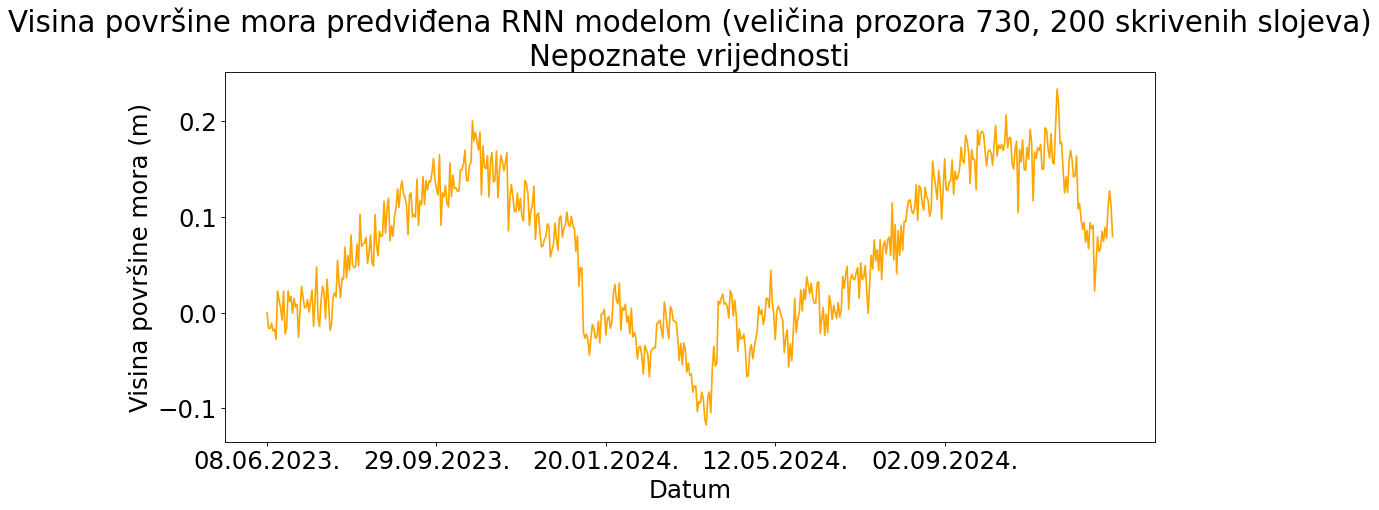 Visina površine mora predviđena RNN modelom (veličina prozora 730, 200 skrivenih slojeva)
Nepoznate vrijednosti
Visina površine mora (m)
0.2
0.1
0.0
−0.1
08.06.2023. 29.09.2023. 20.01.2024. 12.05.2024. 02.09.2024.
Datum